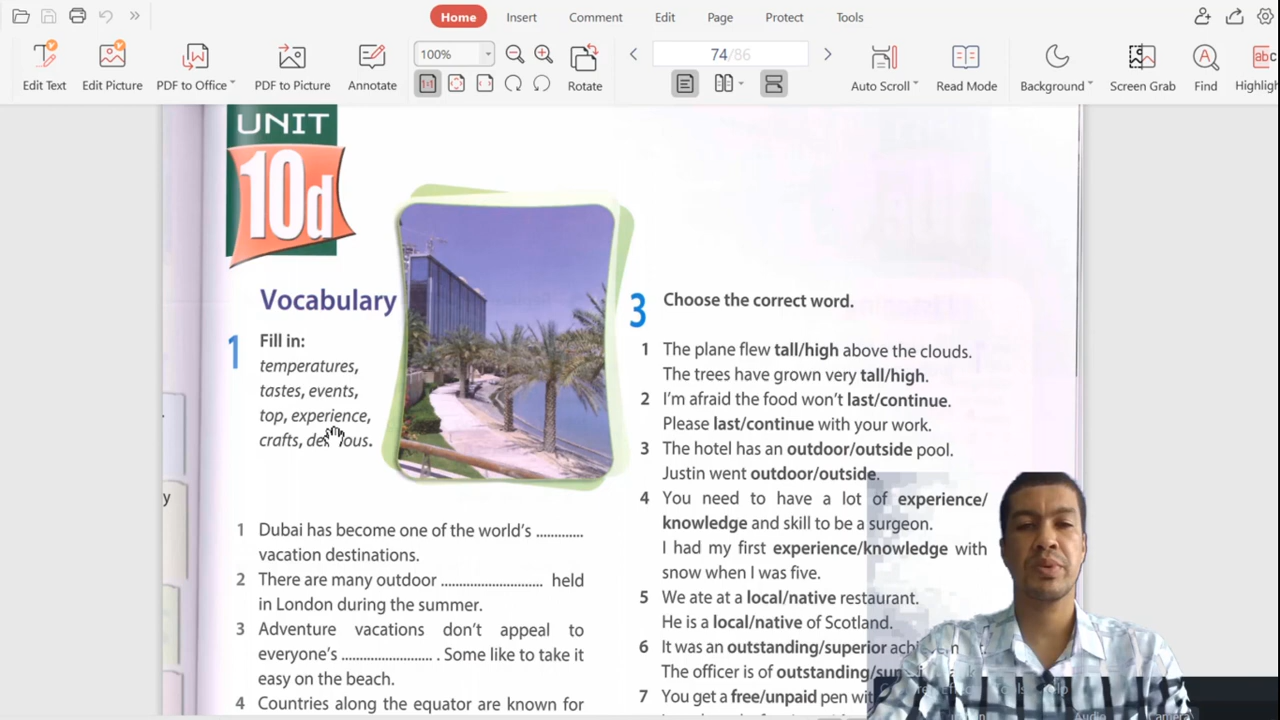 Home
Insert
Comment
Edit
Page
Protect
Tools
100%
74/86
Edit Text
Edit Picture
PDF to Office
PDF to Picture
Annotate
Rotate
Auto Scroll
Read Mode
Background
Screen Grab
Find
Highlig
UNIT
10d
Vocabulary
1 Fill in:
temperatures,
tastes, events,
top, experience,
crafts,
1 Dubai has become one of the world's .............
vacation destinations.
2 There are many outdoor ............................ held
in London during the summer.
3 Adventure vacations don't appeal to
everyone's ......................... . Some like to take it
easy on the beach.
4 Countries along the equator are known for
3 Choose the correct word.
1 The plane flew tall/high above the clouds.
The trees have grown very tall/high.
2 I'm afraid the food won't last/continue.
Please last/continue with your work.
3 The hotel has an outdoor/outside pool.
Justin went outdoor/outside.
4 You need to have a lot of experience/
knowledge and skill to be a surgeon.
I had my first experience/knowledge with
snow when I was five.
5 We ate at a local/native restaurant.
He is a local/native of Scotland.
6 It was an outstanding/superior
The officer is of outstanding/
7 You get a free/unpaid pen